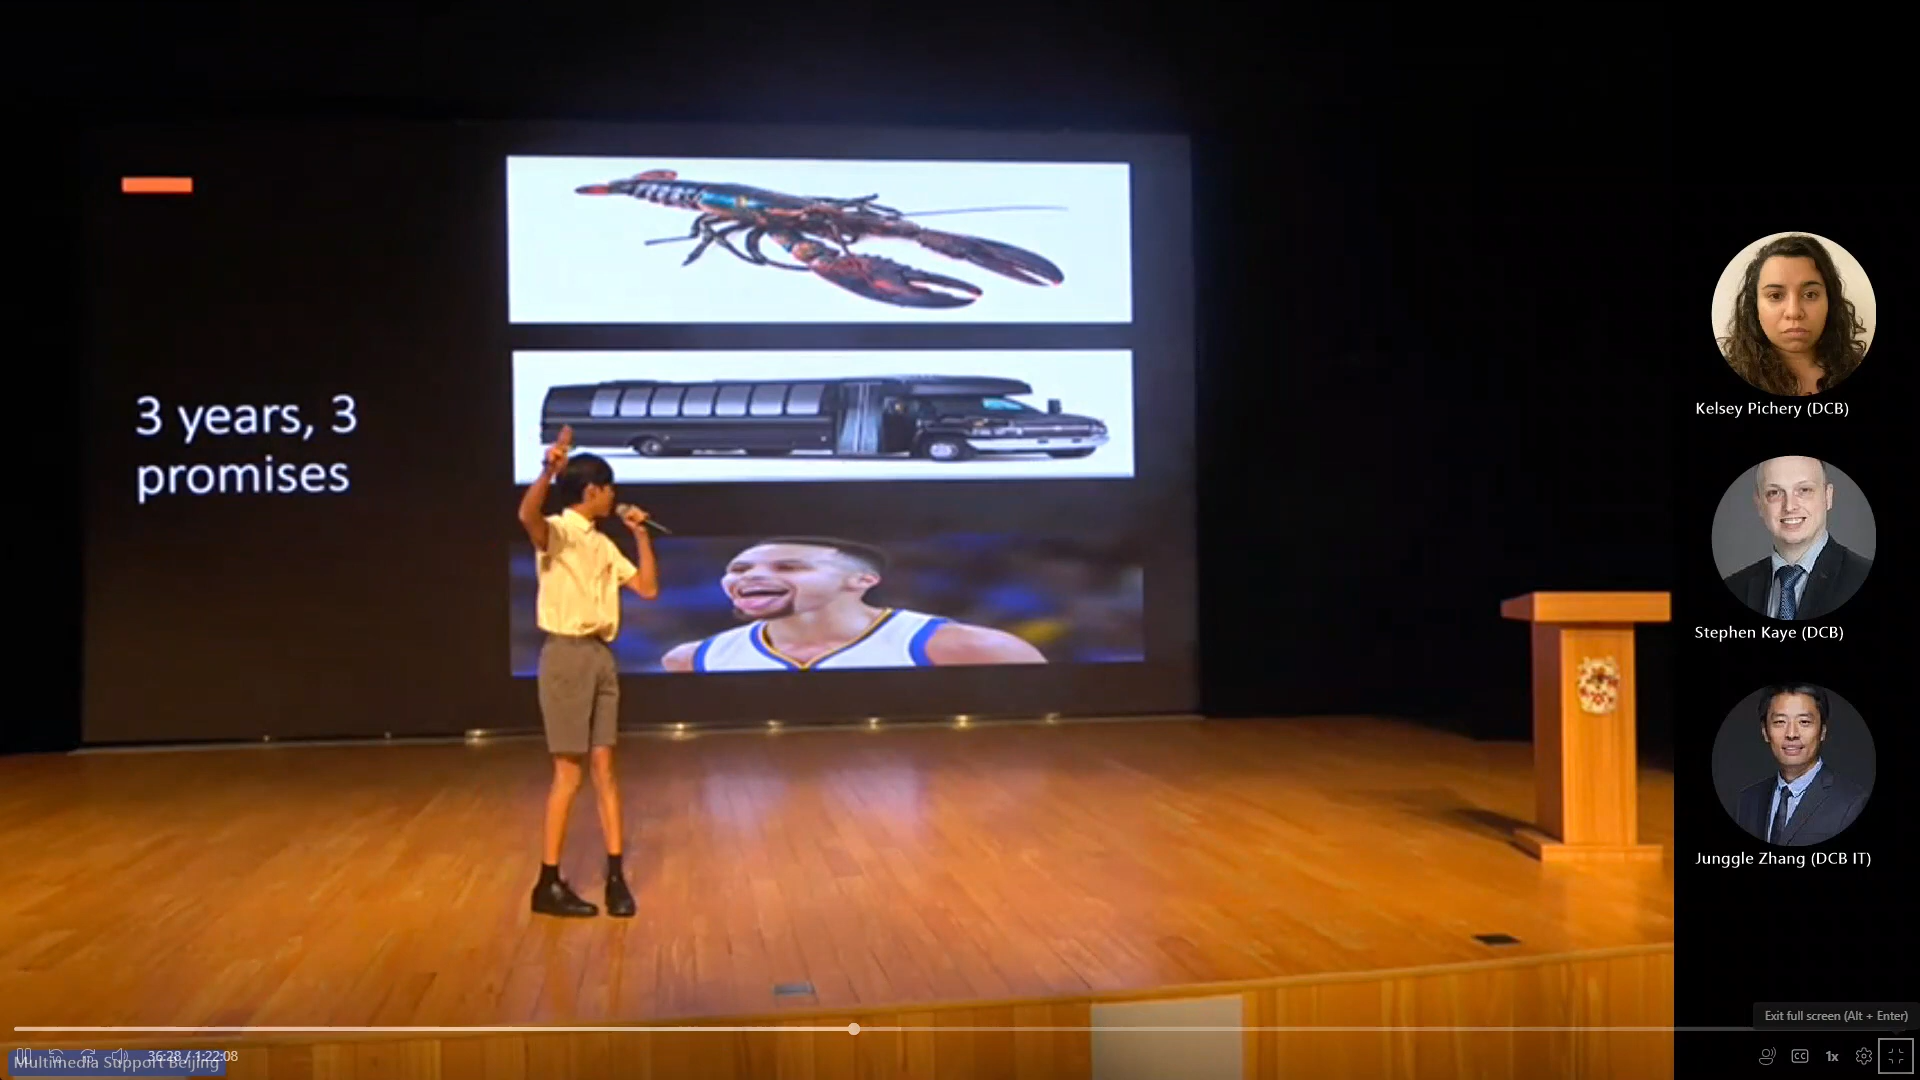 3 years, 3
promises
Kelsey Pichery (DCB)
Stephen Kaye (DCB)
Junggle Zhang (DCB IT)
Exit full screen (Alt + Enter)
36:28 / 1:22:08
Multimedia Support Beijing
CC
1x